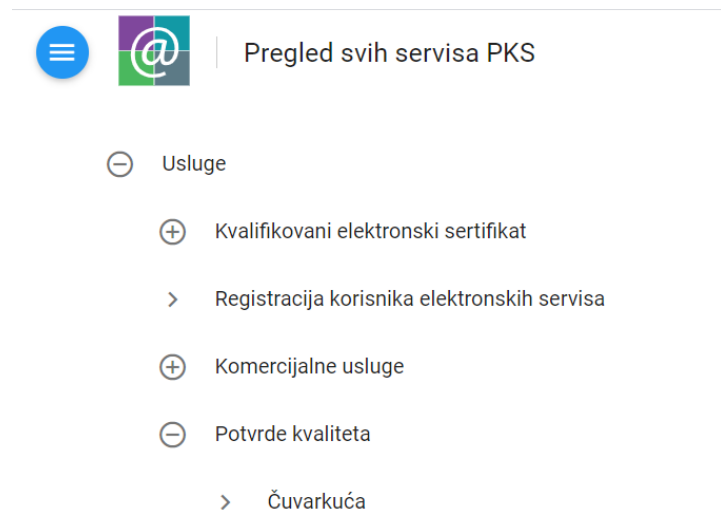 @
Pregled svih servisa PKS
Usluge
Kvalifikovani elektronski sertifikat
Registracija korisnika elektronskih servisa
Komercijalne usluge
Potvrde kvaliteta
Čuvarkuća